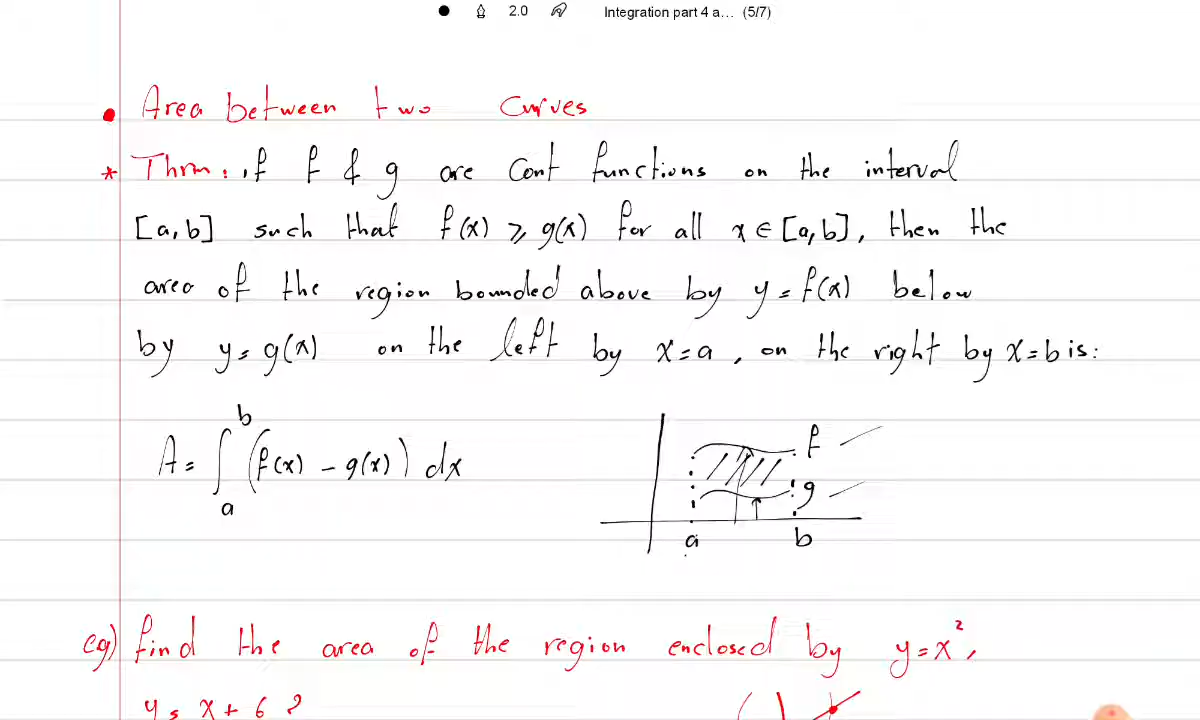 2.0 Integration part 4 a... (5/7)
Area between two Curves
* Thrm: if f & g are Cont functions on the interval
[a,b] such that f(x) ⩾ g(x) for all x ∈ [a,b], then the
area of the region bounded above by y=f(x) below
by y=g(x) on the left by x=a, on the right by x=b is:
A = ∫_a^b (f(x) - g(x)) dx
f
g
a b
eg) find the area of the region enclosed by y=x²,
y = x + 6 ?